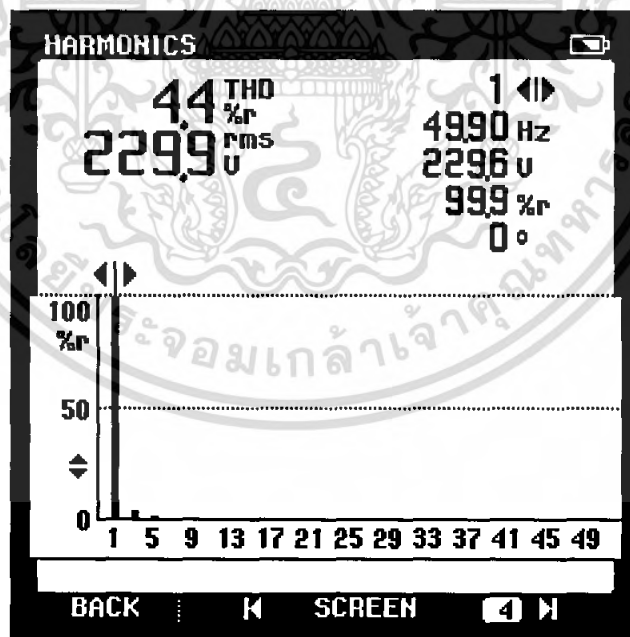 HARMONICS
4.4 THD %r
229.9 rms V
1
49.90 Hz
229.6 V
99.9 %r
0 °
100
%r
50
0
1 5 9 13 17 21 25 29 33 37 41 45 49
BACK SCREEN 4